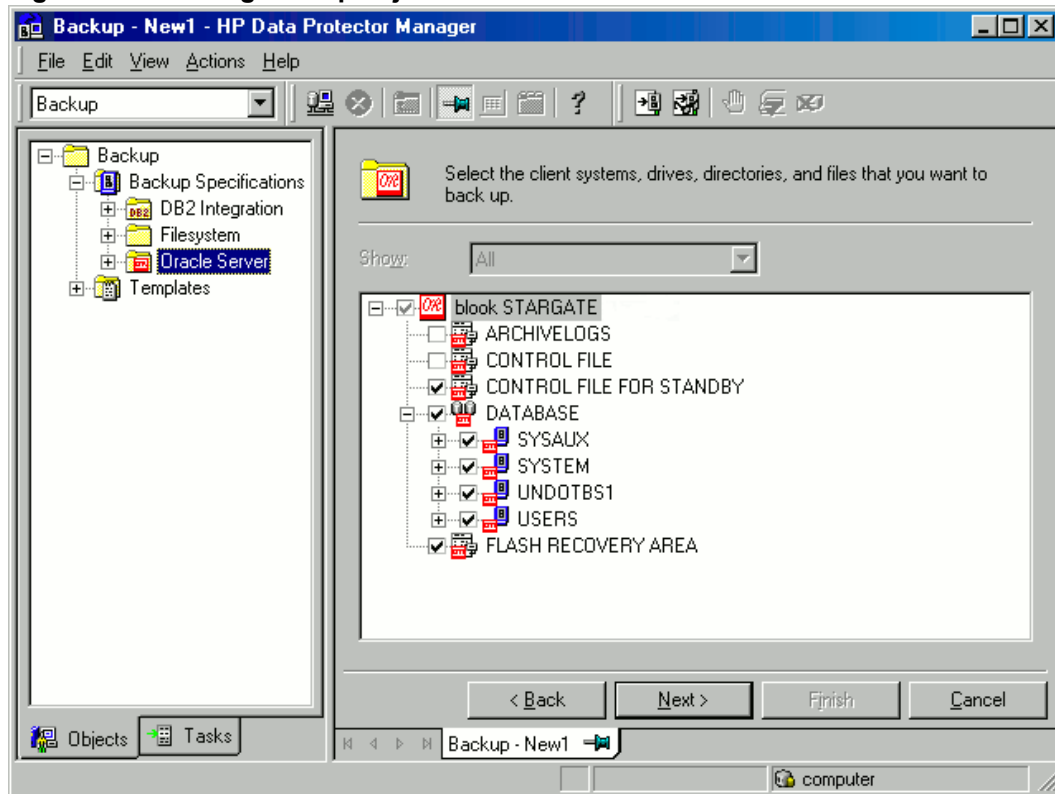 Backup - New1 - HP Data Protector Manager
File Edit View Actions Help
Backup
Backup
Backup Specifications
DB2 Integration
Filesystem
Oracle Server
Templates
Select the client systems, drives, directories, and files that you want to
back up.
Show: All
blook STARGATE
ARCHIVELOGS
CONTROL FILE
CONTROL FILE FOR STANDBY
DATABASE
SYSAUX
SYSTEM
UNDOTBS1
USERS
FLASH RECOVERY AREA
< Back Next > Finish Cancel
Objects Tasks
Backup - New1
computer